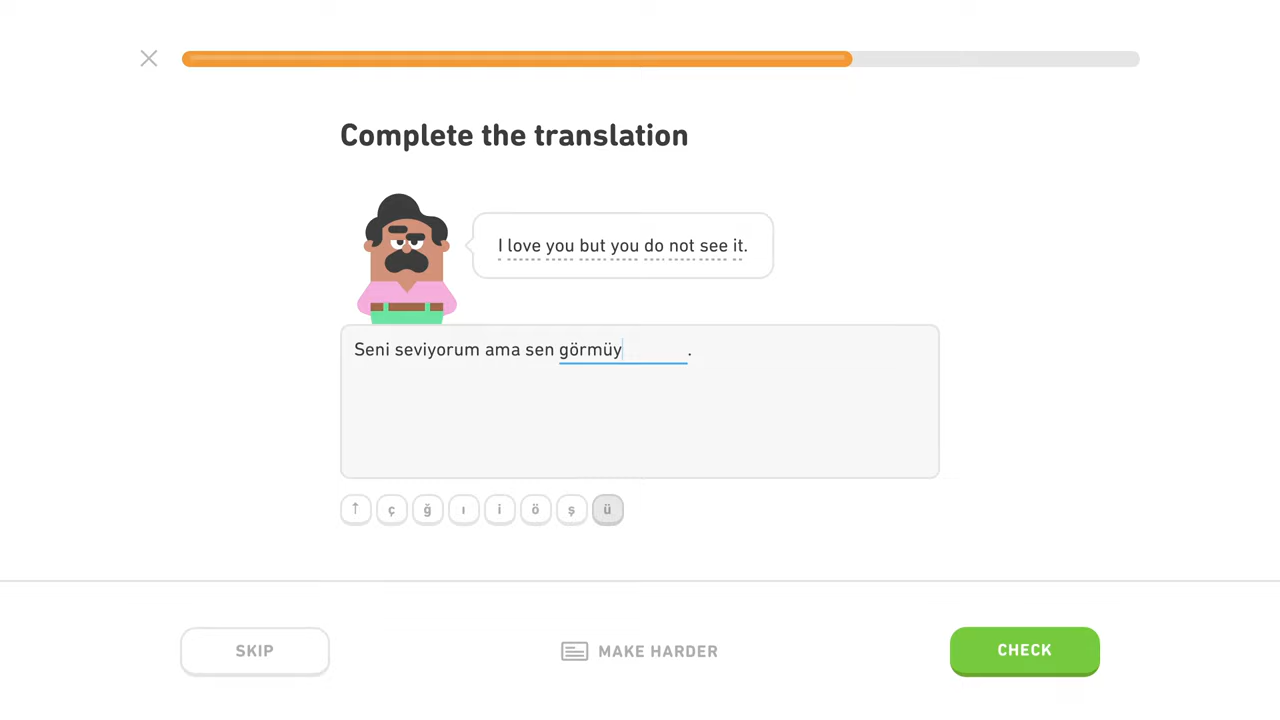 Complete the translation
I love you but you do not see it.
Seni seviyorum ama sen görmüy .
↑ ç ğ ı i ö ş ü
SKIP
MAKE HARDER
CHECK